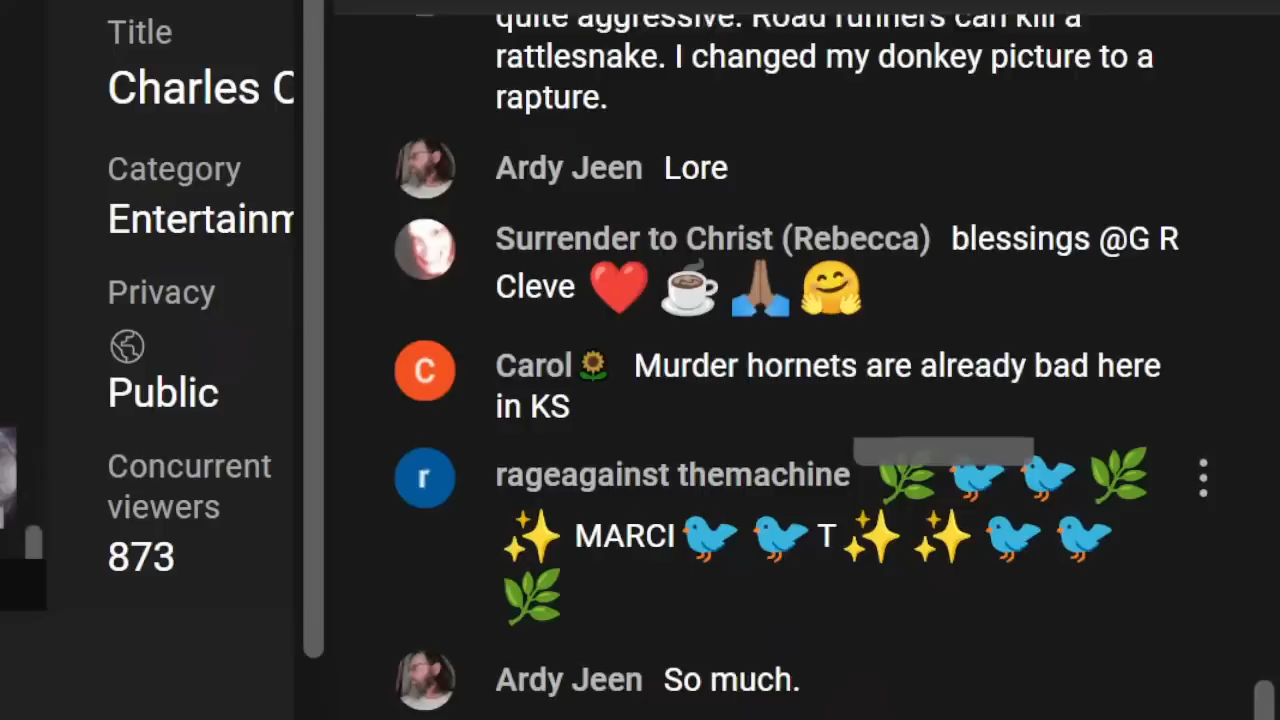 Title
Charles C
Category
Entertainm
Privacy
Public
Concurrent
viewers
873
quite aggressive. Road runners can kill a
rattlesnake. I changed my donkey picture to a
rapture.
Ardy Jeen Lore
Surrender to Christ (Rebecca) blessings @G R
Cleve ❤️ ☕ 🙏🏽 🤗
C Carol🌻 Murder hornets are already bad here
in KS
r rageagainst themachine 🌿 🐦 🐦 🌿
✨ MARCI 🐦 🐦 T ✨ ✨ 🐦 🐦
🌿
Ardy Jeen So much.